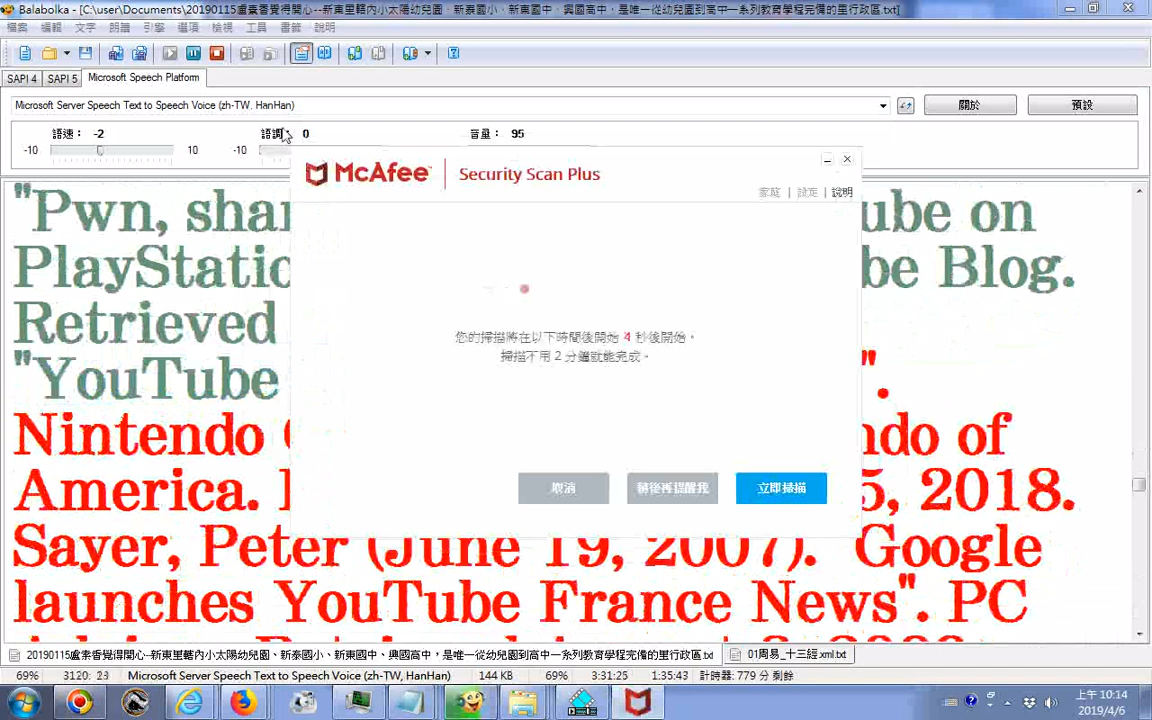 Balabolka - [C:\user\Documents\20190115盧素香覺得開心--新東里轄內小太陽幼兒園、新泰國小、新東國中、興國高中，是唯一從幼兒園到高中一系列教育學程完備的里行政區.txt]
檔案 編輯 文字 朗讀 引擎 選項 檢視 工具 書籤 說明
SAPI 4 SAPI 5 Microsoft Speech Platform
Microsoft Server Speech Text to Speech Voice (zh-TW, HanHan) 關於 預設
語速： -2 語調： 0 音量： 95
-10 10 -10
McAfee Security Scan Plus
家庭 | 設定 | 說明
"Pwn, shar ube on
PlayStatic be Blog.
Retrieved
您的掃描將在以下時間後開始 4 秒後開始。
掃描不用 2 分鐘就能完成。
"YouTube ".
Nintendo ndo of
America. 5, 2018.
取消 稍後再提醒我 立即掃描
Sayer, Peter (June 19, 2007). "Google
launches YouTube France News". PC
20190115盧素香覺得開心--新東里轄內小太陽幼兒園、新泰國小、新東國中、興國高中，是唯一從幼兒園到高中一系列教育學程完備的里行政區.txt 01周易_十三經.xml.txt
69% 3120: 23 Microsoft Server Speech Text to Speech Voice (zh-TW, HanHan) 144 KB 69% 3:31:25 1:35:43 計時器: 779 分 剩餘
上午 10:14
2019/4/6